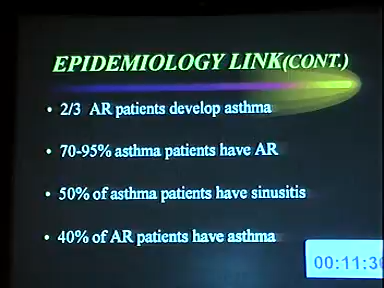 EPIDEMIOLOGY LINK(CONT.)
• 2/3 AR patients develop asthma
• 70-95% asthma patients have AR
• 50% of asthma patients have sinusitis
• 40% of AR patients have asthma
00:11:30